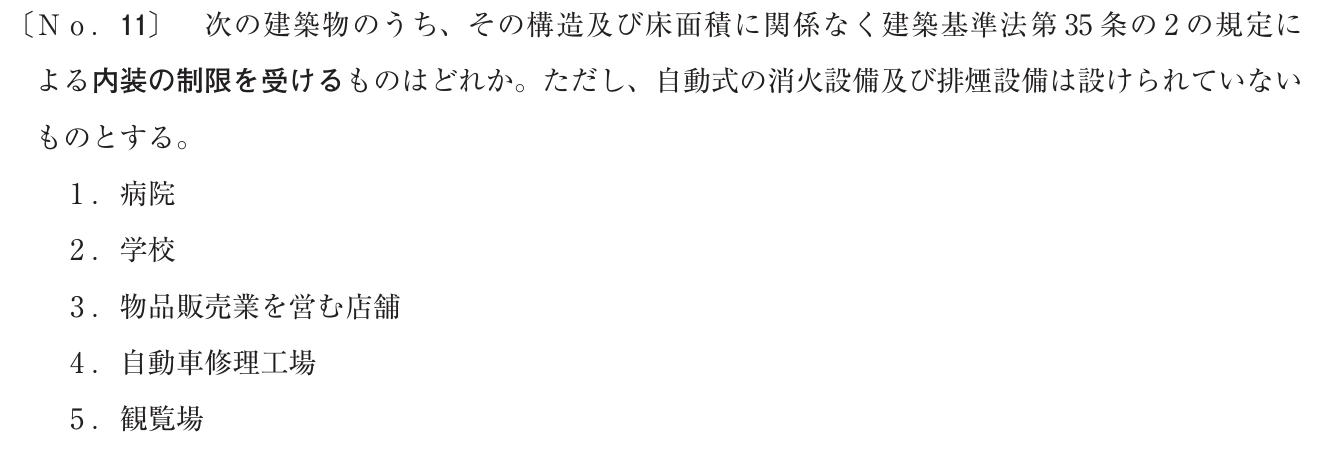 〔Ｎｏ．11〕　次の建築物のうち、その構造及び床面積に関係なく建築基準法第35条の２の規定に
よる内装の制限を受けるものはどれか。ただし、自動式の消火設備及び排煙設備は設けられていない
ものとする。
１．病院
２．学校
３．物品販売業を営む店舗
４．自動車修理工場
５．観覧場